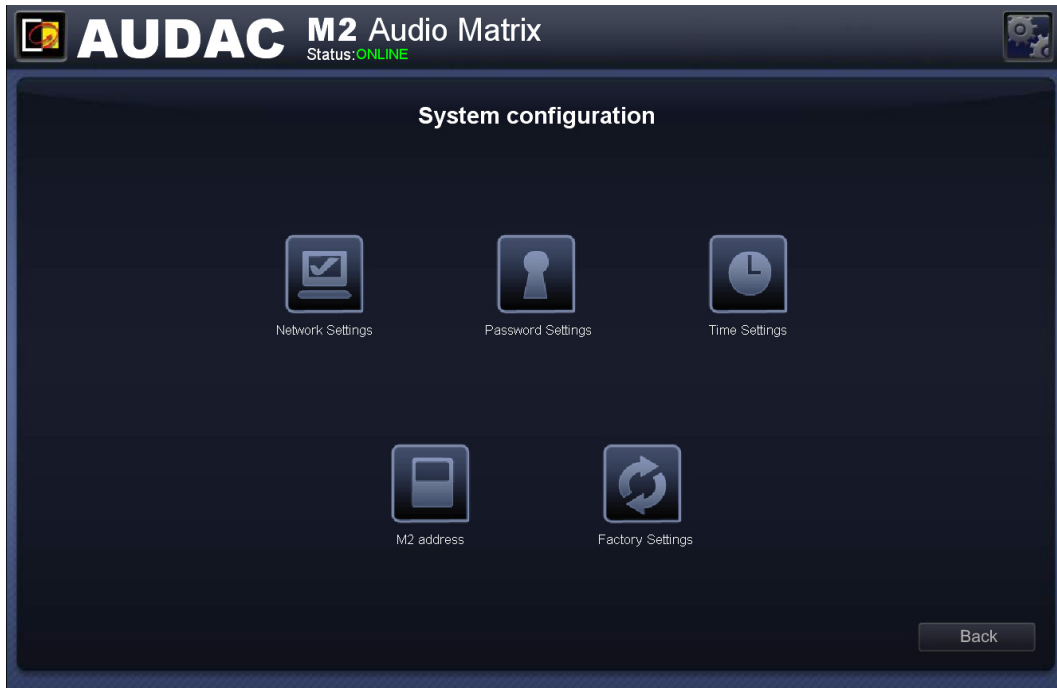 AUDAC
M2 Audio Matrix
Status:ONLINE
System configuration
Network Settings
Password Settings
Time Settings
M2 address
Factory Settings
Back